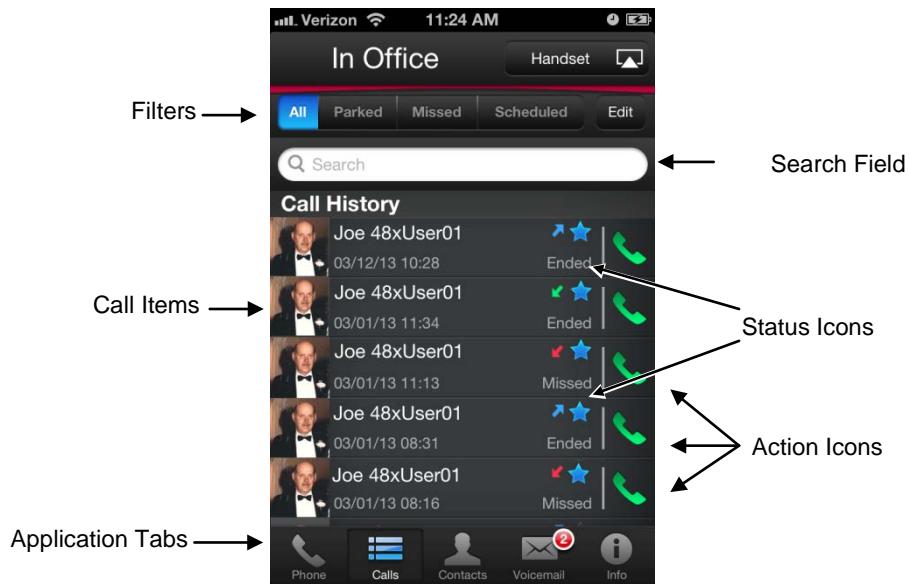 Verizon 11:24 AM
In Office Handset
Filters
All Parked Missed Scheduled Edit
Search
Search Field
Call History
Joe 48xUser01
03/12/13 10:28 Ended
Call Items
Joe 48xUser01
03/01/13 11:34 Ended
Status Icons
Joe 48xUser01
03/01/13 11:13 Missed
Joe 48xUser01
03/01/13 08:31 Ended
Action Icons
Joe 48xUser01
03/01/13 08:16 Missed
Application Tabs
2
Phone Calls Contacts Voicemail Info